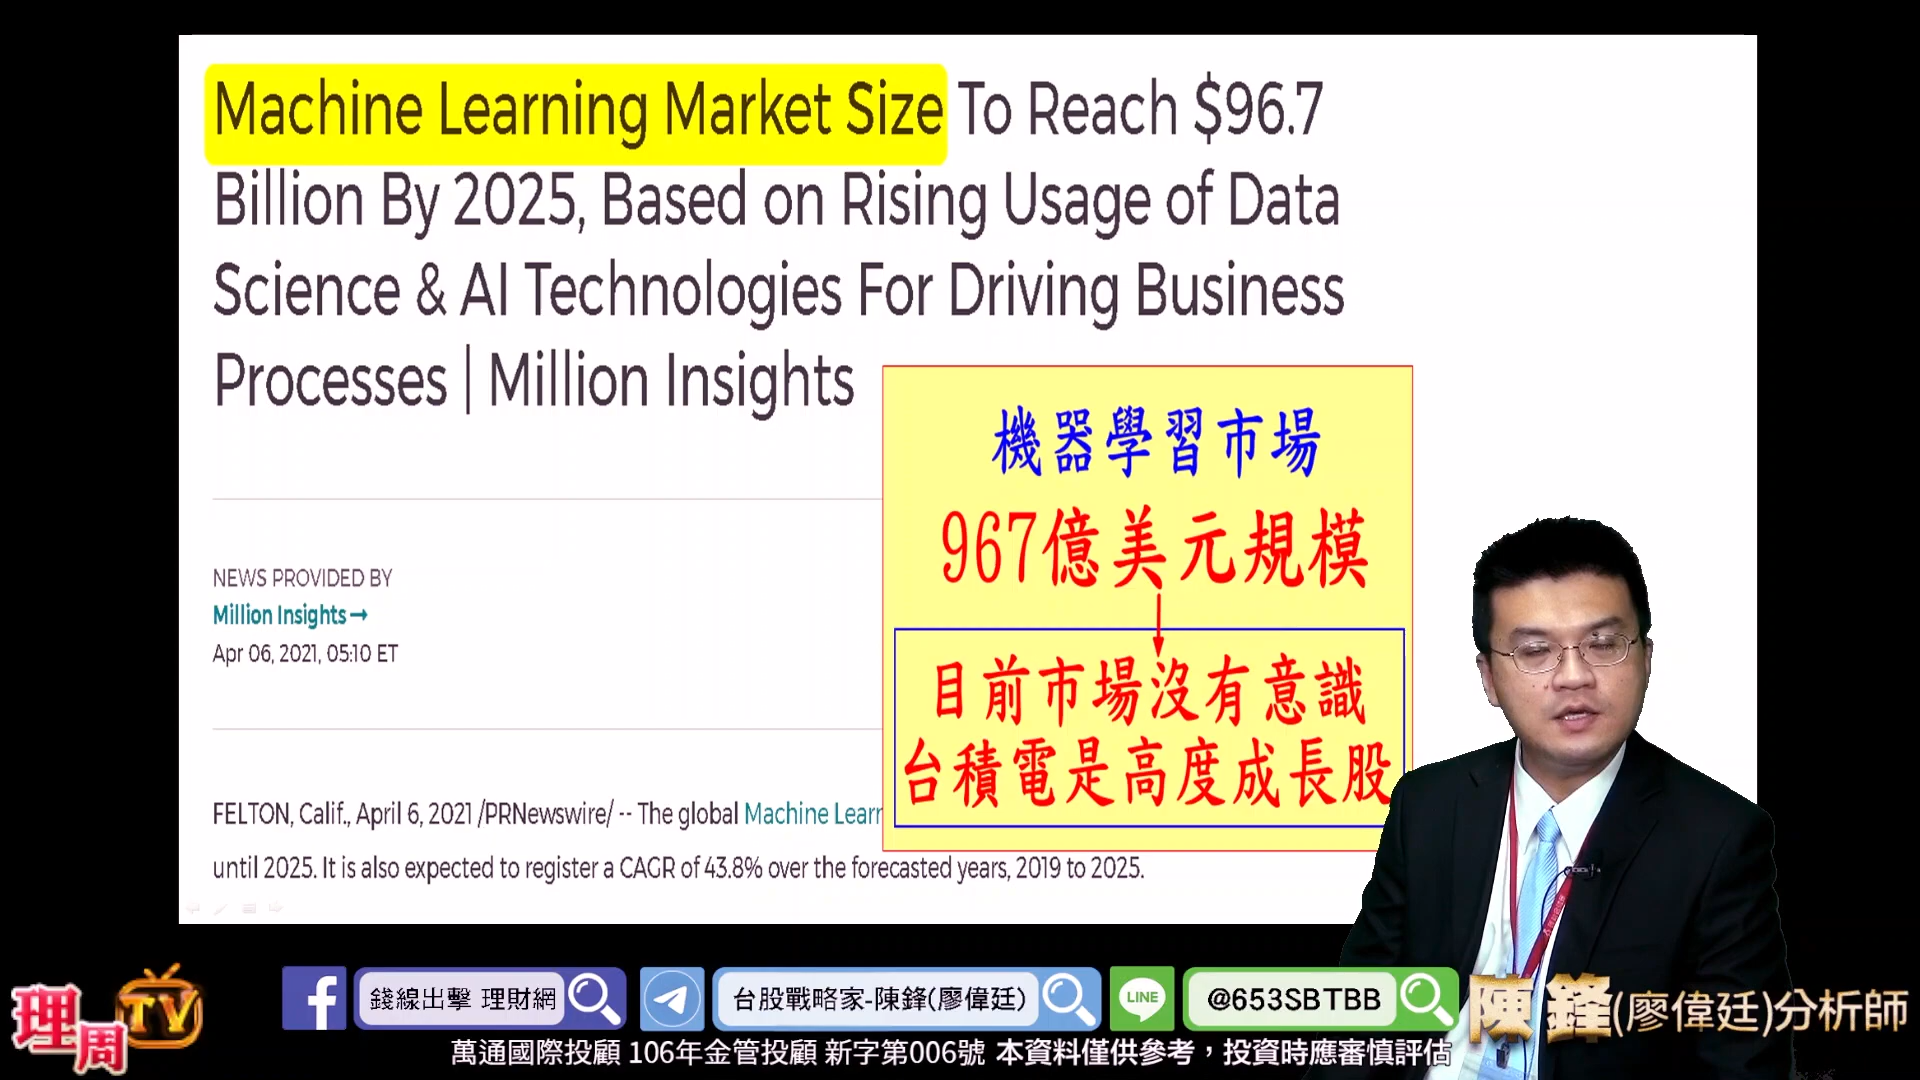 Machine Learning Market Size To Reach $96.7
Billion By 2025, Based on Rising Usage of Data
Science & AI Technologies For Driving Business
Processes | Million Insights
機器學習市場
967億美元規模
目前市場沒有意識
台積電是高度成長股
NEWS PROVIDED BY
Million Insights→
Apr 06, 2021, 05:10 ET
FELTON, Calif., April 6, 2021 /PRNewswire/ -- The global Machine Learn
until 2025. It is also expected to register a CAGR of 43.8% over the forecasted years, 2019 to 2025.
理周TV
f
錢線出擊 理財網
台股戰略家-陳鋒(廖偉廷)
LINE
@653SBTBB
陳鋒(廖偉廷)分析師
萬通國際投顧 106年金管投顧 新字第006號 本資料僅供參考，投資時應審慎評估